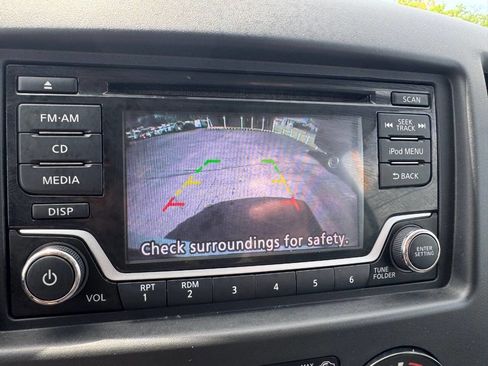 SCAN
FM·AM
CD
MEDIA
DISP
SEEK
TRACK
iPod MENU
BACK
Check surroundings for safety.
VOL
RPT
1
RDM
2
3
4
5
6
TUNE
FOLDER
ENTER
SETTING
MAX